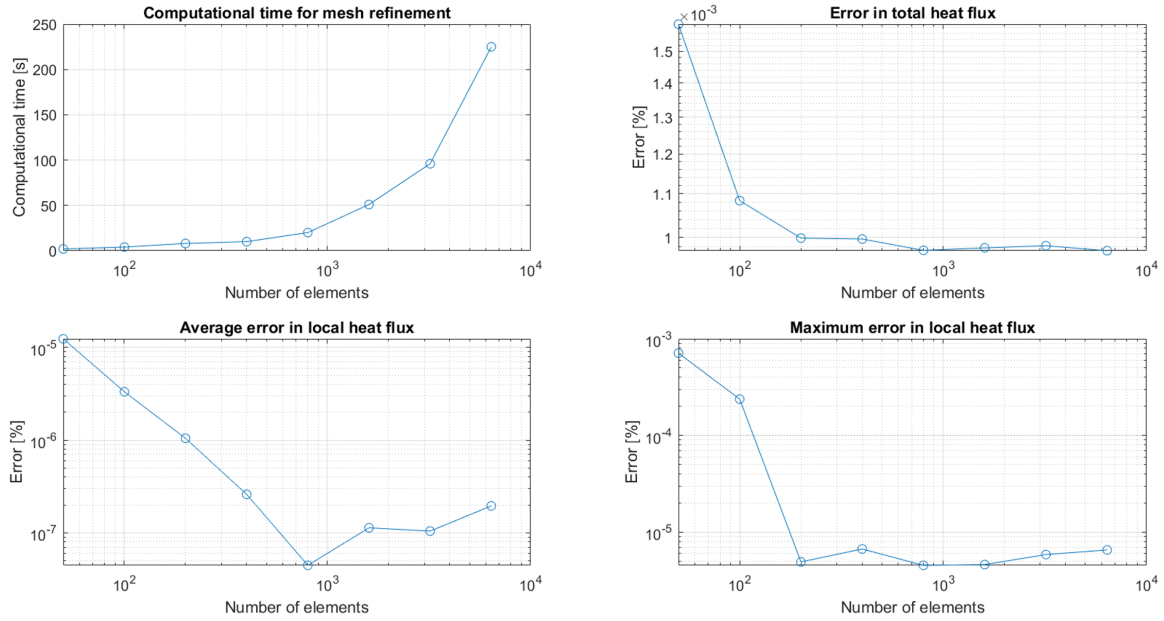 Computational time for mesh refinement
250
200
150
100
50
0
Computational time [s]
10^2
10^3
10^4
Number of elements
Error in total heat flux
×10^-3
1.5
1.4
1.3
1.2
1.1
1
Error [%]
10^2
10^3
10^4
Number of elements
Average error in local heat flux
10^-5
10^-6
10^-7
Error [%]
10^2
10^3
10^4
Number of elements
Maximum error in local heat flux
10^-3
10^-4
10^-5
Error [%]
10^2
10^3
10^4
Number of elements